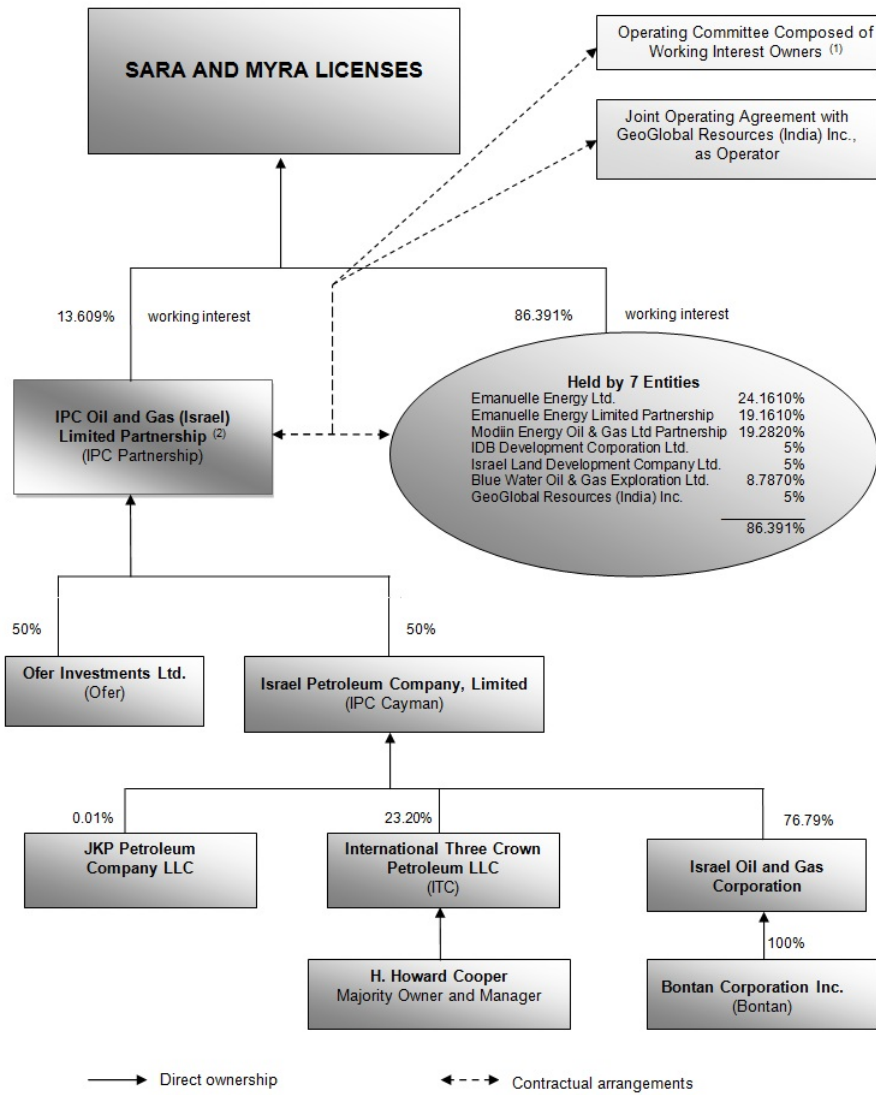 SARA AND MYRA LICENSES
Operating Committee Composed of
Working Interest Owners (1)
Joint Operating Agreement with
GeoGlobal Resources (India) Inc.,
as Operator
13.609% working interest
86.391% working interest
IPC Oil and Gas (Israel)
Limited Partnership (2)
(IPC Partnership)
Held by 7 Entities
Emanuelle Energy Ltd. 24.1610%
Emanuelle Energy Limited Partnership 19.1610%
Modiin Energy Oil & Gas Ltd Partnership 19.2820%
IDB Development Corporation Ltd. 5%
Israel Land Development Company Ltd. 5%
Blue Water Oil & Gas Exploration Ltd. 8.7870%
GeoGlobal Resources (India) Inc. 5%
86.391%
50%
50%
Ofer Investments Ltd.
(Ofer)
Israel Petroleum Company, Limited
(IPC Cayman)
0.01%
23.20%
76.79%
JKP Petroleum
Company LLC
International Three Crown
Petroleum LLC
(ITC)
Israel Oil and Gas
Corporation
100%
H. Howard Cooper
Majority Owner and Manager
Bontan Corporation Inc.
(Bontan)
Direct ownership
Contractual arrangements